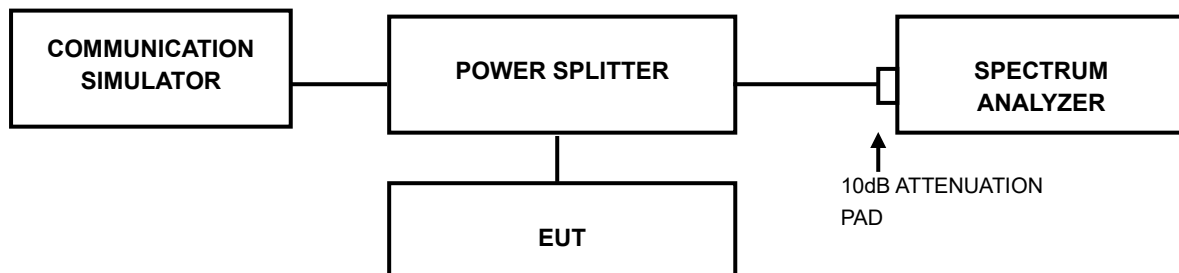 COMMUNICATION
SIMULATOR
POWER SPLITTER
SPECTRUM
ANALYZER
10dB ATTENUATION
PAD
EUT